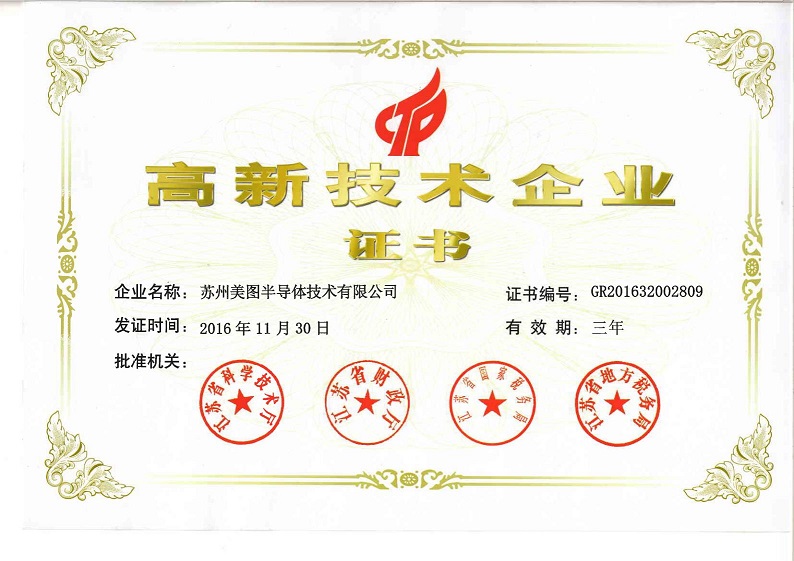 高新技术企业
证书
企业名称：苏州美图半导体技术有限公司 证书编号：GR201632002809
发证时间：2016 年 11 月 30 日 有 效 期：三年
批准机关：
江苏省科学技术厅
江苏省财政厅
江苏省国家税务局
江苏省地方税务局